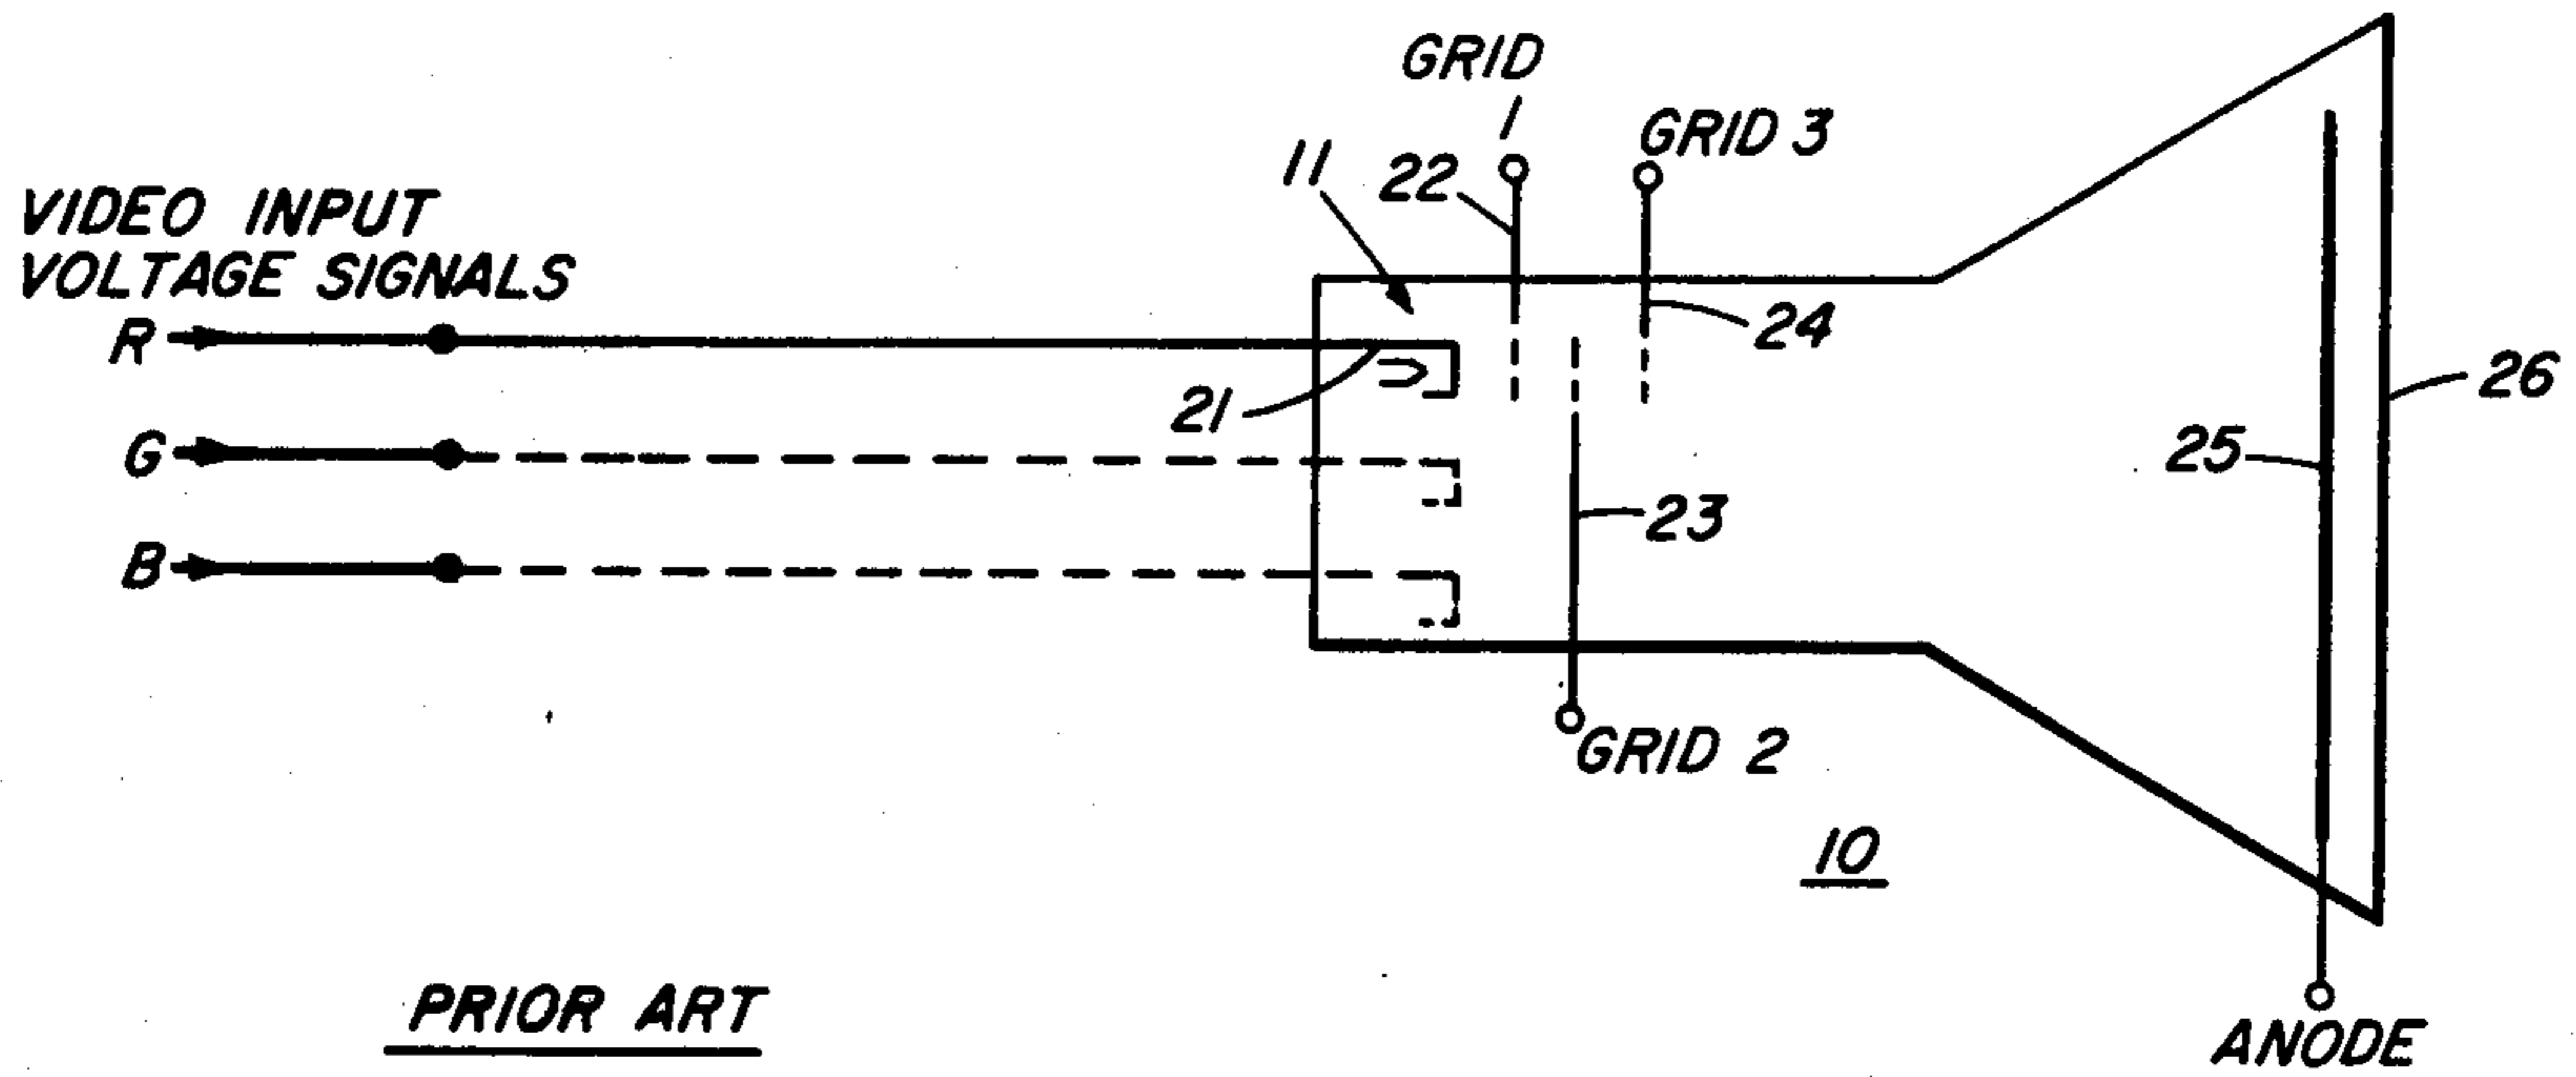 GRID
1
GRID 3
11
22
VIDEO INPUT
VOLTAGE SIGNALS
R
24
21
26
G
25
23
B
GRID 2
10
PRIOR ART
ANODE